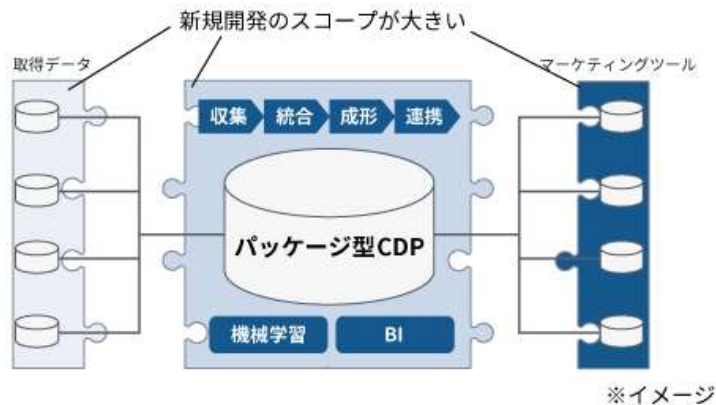 新規開発のスコープが大きい
取得データ
マーケティングツール
収集
統合
成形
連携
パッケージ型CDP
機械学習
BI
※イメージ